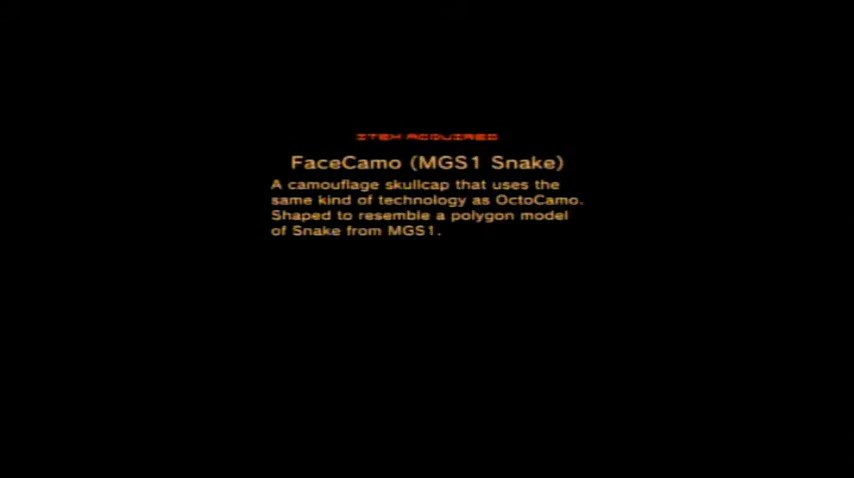 ITEM ACQUIRED
FaceCamo (MGS1 Snake)
A camouflage skullcap that uses the
same kind of technology as OctoCamo.
Shaped to resemble a polygon model
of Snake from MGS1.